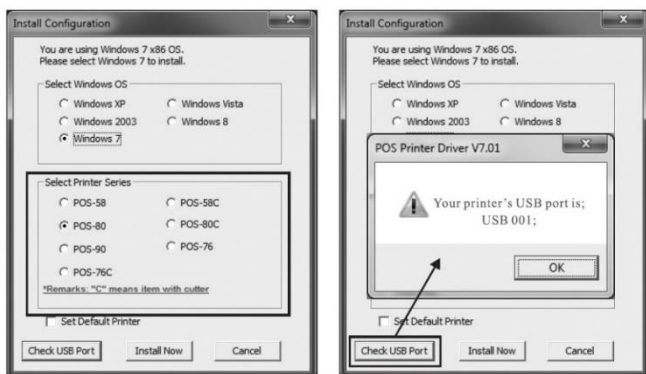 Install Configuration
You are using Windows 7 x86 OS.
Please select Windows 7 to install.
Select Windows OS
Windows XP
Windows Vista
Windows 2003
Windows 8
Windows 7
Select Printer Series
POS-58
POS-58C
POS-80
POS-80C
POS-90
POS-76
POS-76C
*Remarks: "C" means item with cutter
Set Default Printer
Check USB Port
Install Now
Cancel
Install Configuration
You are using Windows 7 x86 OS.
Please select Windows 7 to install.
Select Windows OS
Windows XP
Windows Vista
Windows 2003
Windows 8
POS Printer Driver V7.01
Your printer's USB port is;
USB 001;
OK
Set Default Printer
Check USB Port
Install Now
Cancel